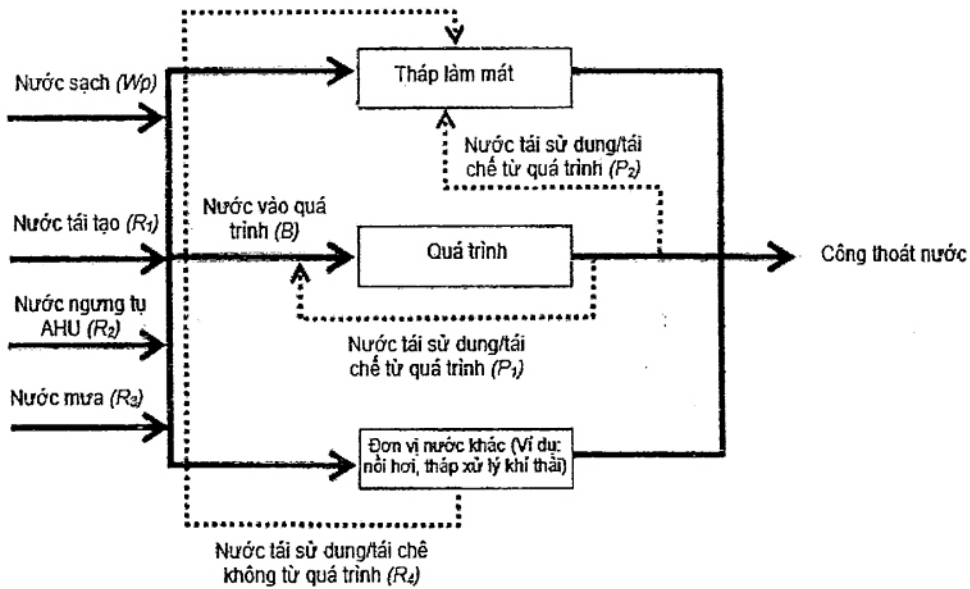 Tháp làm mát
Nước sạch (Wp)
Nước tái sử dung/tái
chế từ quá trình (P₂)
Nước tái tạo (R₁)
Nước vào quá
trình (B)
Quá trình
Công thoát nước
Nước ngưng tụ
AHU (R₂)
Nước tái sử dung/tái
chế từ quá trình (P₁)
Nước mưa (R₃)
Đơn vị nước khác (Ví dụ:
nồi hơi, tháp xử lý khí thải)
Nước tái sử dung/tái chê
không từ quá trình (R₄)